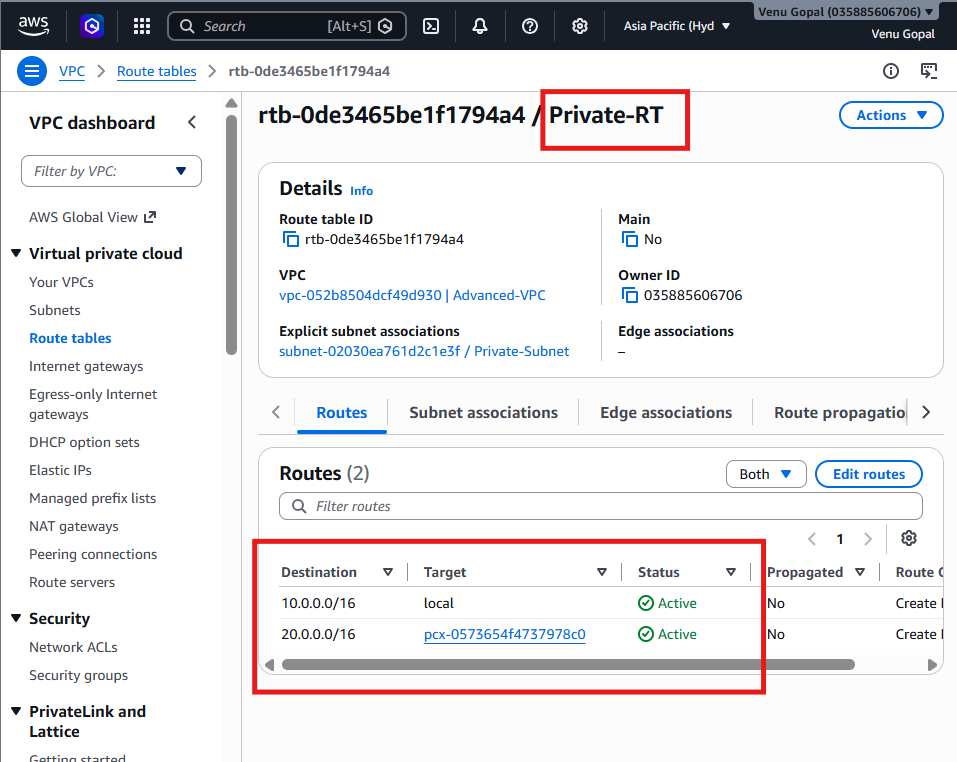 aws
Search [Alt+S]
Asia Pacific (Hyd
Venu Gopal (035885606706)
Venu Gopal
VPC
Route tables
rtb-0de3465be1f1794a4
VPC dashboard
Filter by VPC:
AWS Global View
Virtual private cloud
Your VPCs
Subnets
Route tables
Internet gateways
Egress-only Internet
gateways
DHCP option sets
Elastic IPs
Managed prefix lists
NAT gateways
Peering connections
Route servers
Security
Network ACLs
Security groups
PrivateLink and
Lattice
Getting started
rtb-0de3465be1f1794a4 / Private-RT
Actions
Details Info
Route table ID
rtb-0de3465be1f1794a4
Main
No
VPC
vpc-052b8504dcf49d930 | Advanced-VPC
Owner ID
035885606706
Explicit subnet associations
subnet-02030ea761d2c1e3f / Private-Subnet
Edge associations
–
Routes Subnet associations Edge associations Route propagatio
Routes (2)
Both
Edit routes
Filter routes
1
Destination Target Status Propagated Route
10.0.0.0/16 local Active No Create
20.0.0.0/16 pcx-0573654f4737978c0 Active No Create